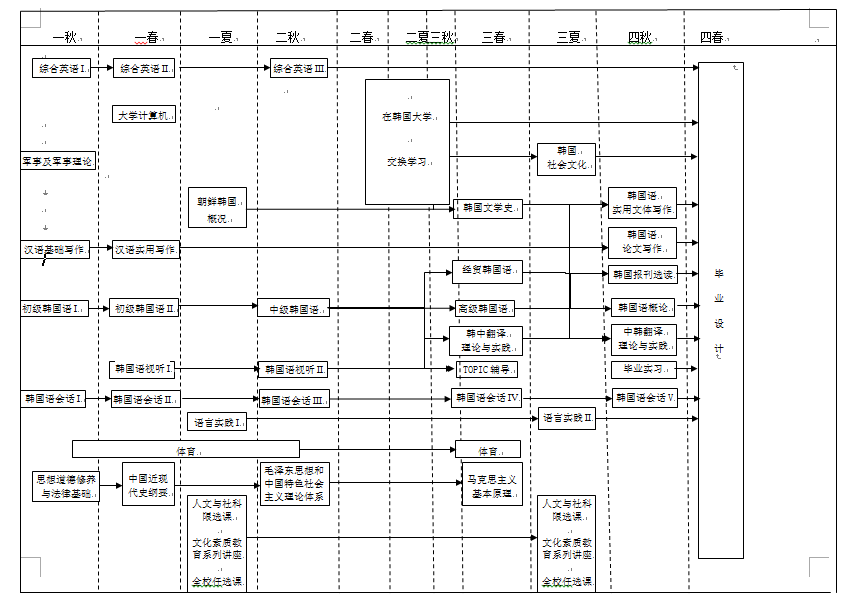 一秋
一春
一夏
二秋
二春
二夏三秋
三春
三夏
四秋
四春
综合英语I
综合英语II
综合英语III
大学计算机
在韩国大学
交换学习
军事及军事理论
韩国
社会文化
朝鲜韩国
概况
韩国文学史
韩国语
实用文体写作
汉语基础写作
汉语实用写作
韩国语
论文写作
经贸韩国语
韩国报刊选读
初级韩国语I
初级韩国语II
中级韩国语
高级韩国语
韩国语概论
韩中翻译
理论与实践
中韩翻译
理论与实践
韩国语视听I
韩国语视听II
TOPIC 辅导
毕业实习
韩国语会话I
韩国语会话II
韩国语会话III
韩国语会话IV
韩国语会话V
语言实践I
语言实践II
体育
体育
思想道德修养
与法律基础
中国近现
代史纲要
毛泽东思想和
中国特色社会
主义理论体系
马克思主义
基本原理
人文与社科
限选课
文化素质教
育系列讲座
全校任选课
人文与社科
限选课
文化素质教
育系列讲座
全校任选课
毕
业
设
计